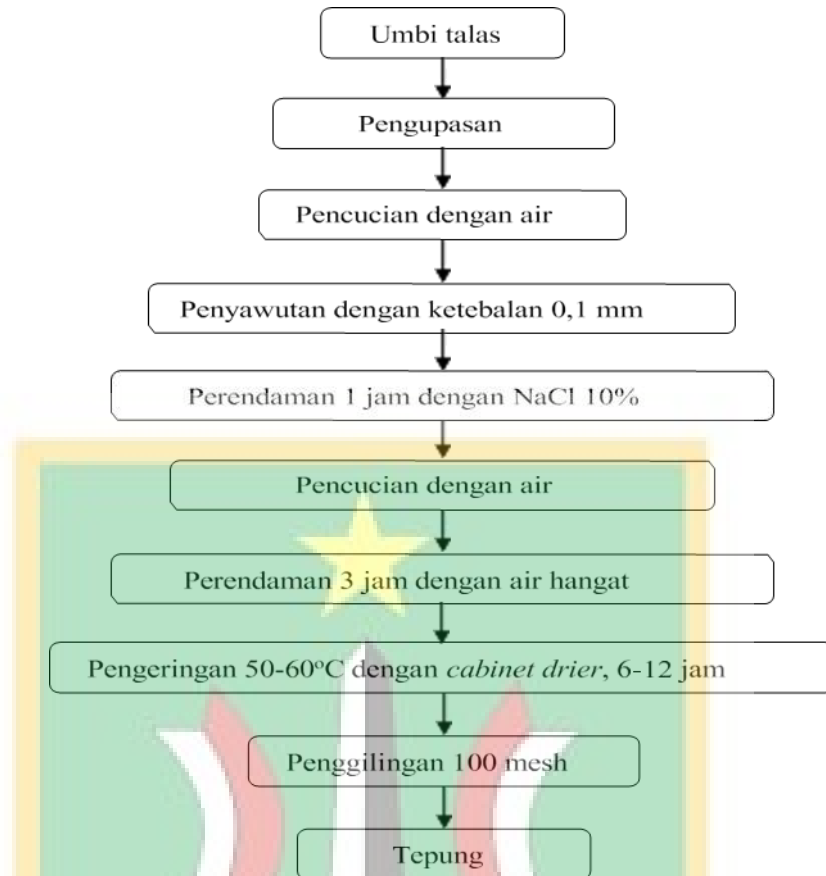 Umbi talas
Pengupasan
Pencucian dengan air
Penyawutan dengan ketebalan 0,1 mm
Perendaman 1 jam dengan NaCl 10%
Pencucian dengan air
Perendaman 3 jam dengan air hangat
Pengeringan 50-60°C dengan cabinet drier, 6-12 jam
Penggilingan 100 mesh
Tepung